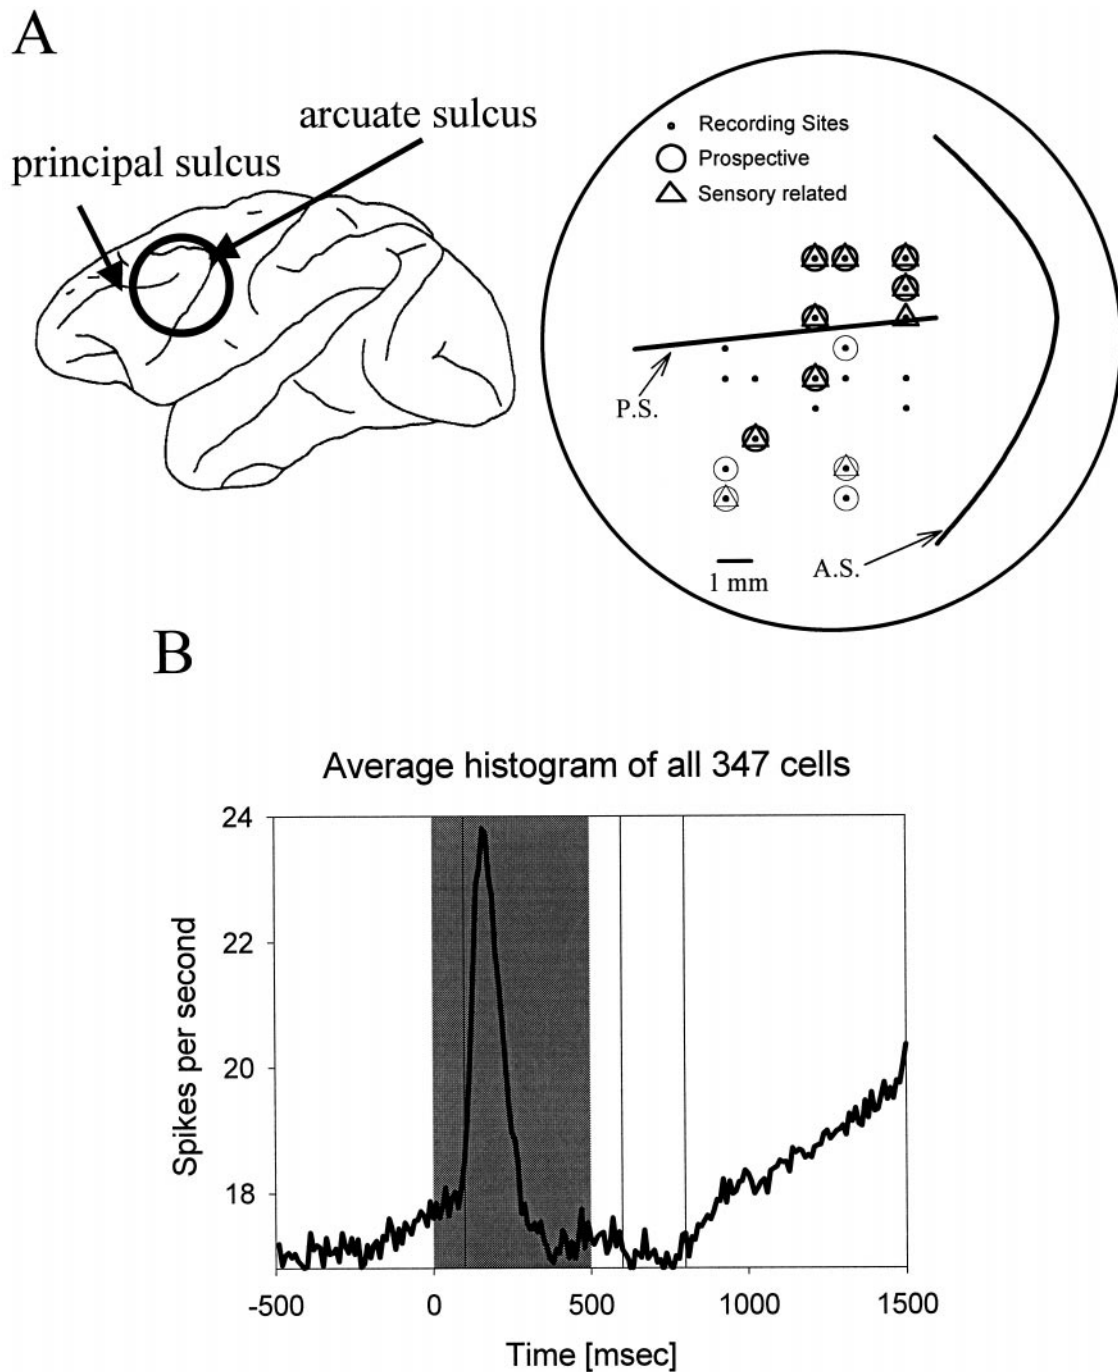 A
arcuate sulcus
principal sulcus
Recording Sites
Prospective
Sensory related
P.S.
1 mm
A.S.
B
Average histogram of all 347 cells
Spikes per second
24
22
20
18
-500
0
500
1000
1500
Time [msec]